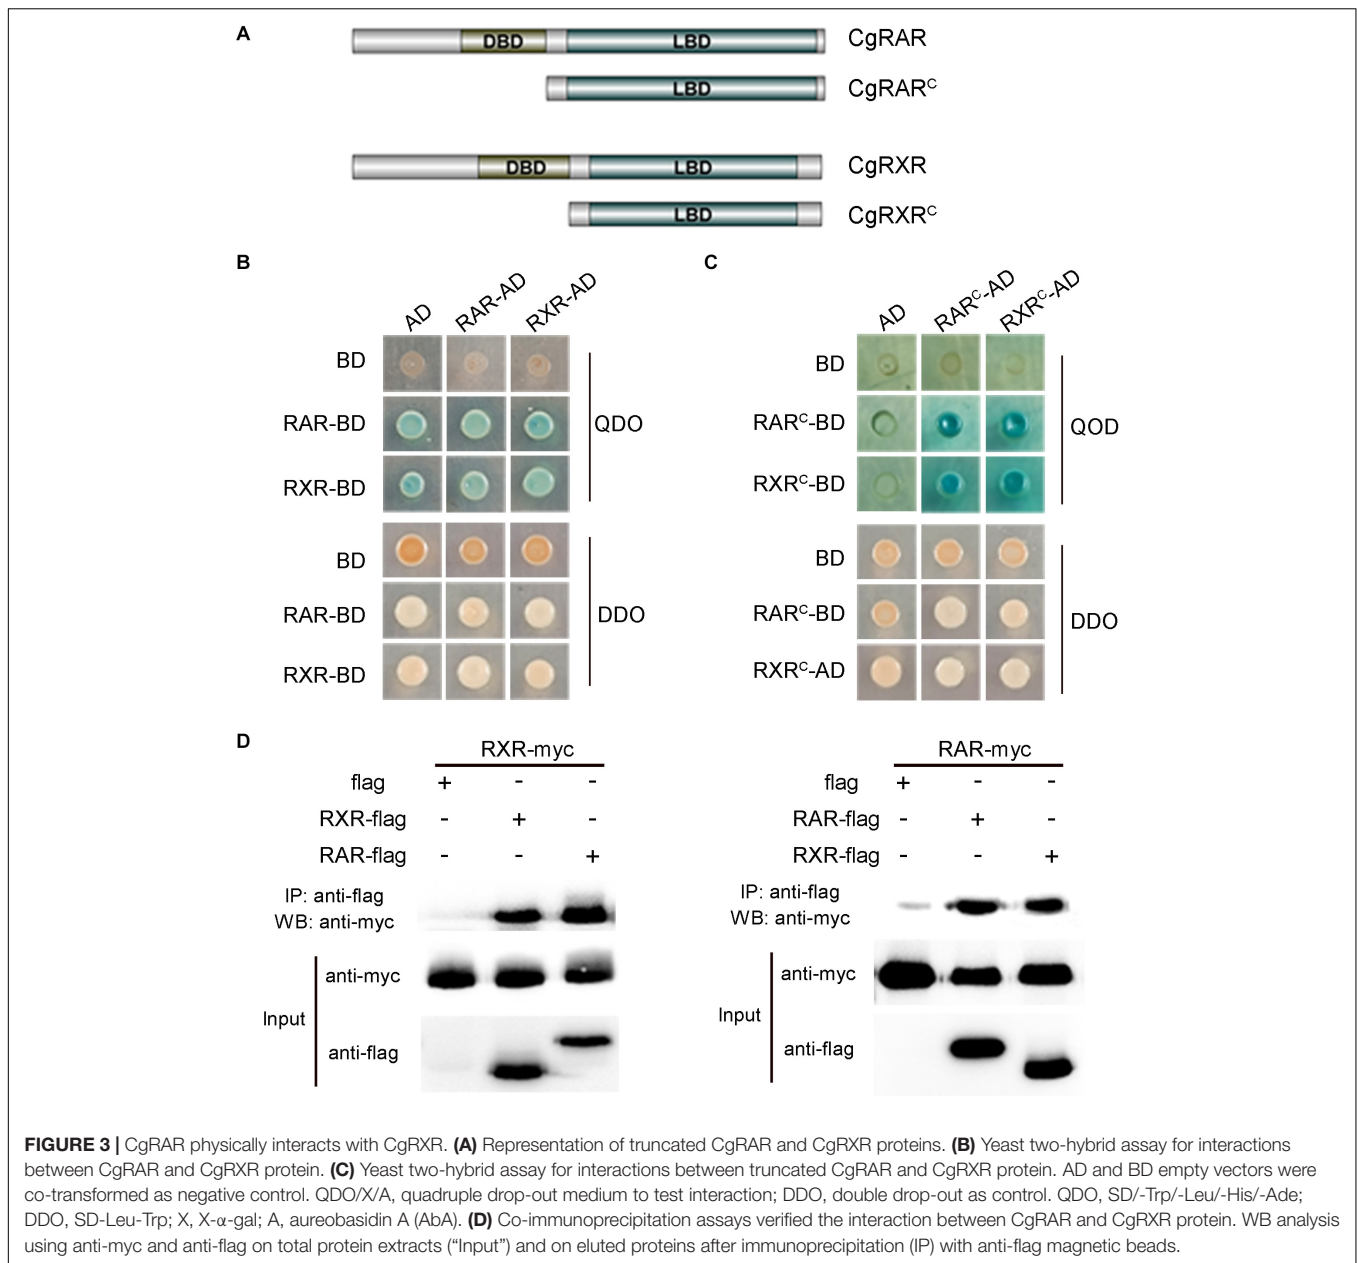 A
DBD LBD CgRAR
LBD CgRARᶜ
DBD LBD CgRXR
LBD CgRXRᶜ
B
AD RAR-AD RXR-AD
BD
RAR-BD
RXR-BD
QDO
BD
RAR-BD
RXR-BD
DDO
C
AD RARᶜ-AD RXRᶜ-AD
BD
RARᶜ-BD
RXRᶜ-BD
QOD
BD
RARᶜ-BD
RXRᶜ-AD
DDO
D
RXR-myc
flag + - -
RXR-flag - + -
RAR-flag - - +
IP: anti-flag
WB: anti-myc
anti-myc
Input
anti-flag
RAR-myc
flag + - -
RAR-flag - + -
RXR-flag - - +
IP: anti-flag
WB: anti-myc
anti-myc
Input
anti-flag
FIGURE 3 | CgRAR physically interacts with CgRXR. (A) Representation of truncated CgRAR and CgRXR proteins. (B) Yeast two-hybrid assay for interactions
between CgRAR and CgRXR protein. (C) Yeast two-hybrid assay for interactions between truncated CgRAR and CgRXR protein. AD and BD empty vectors were
co-transformed as negative control. QDO/X/A, quadruple drop-out medium to test interaction; DDO, double drop-out as control. QDO, SD/-Trp/-Leu/-His/-Ade;
DDO, SD-Leu-Trp; X, X-α-gal; A, aureobasidin A (AbA). (D) Co-immunoprecipitation assays verified the interaction between CgRAR and CgRXR protein. WB analysis
using anti-myc and anti-flag on total protein extracts (“Input”) and on eluted proteins after immunoprecipitation (IP) with anti-flag magnetic beads.